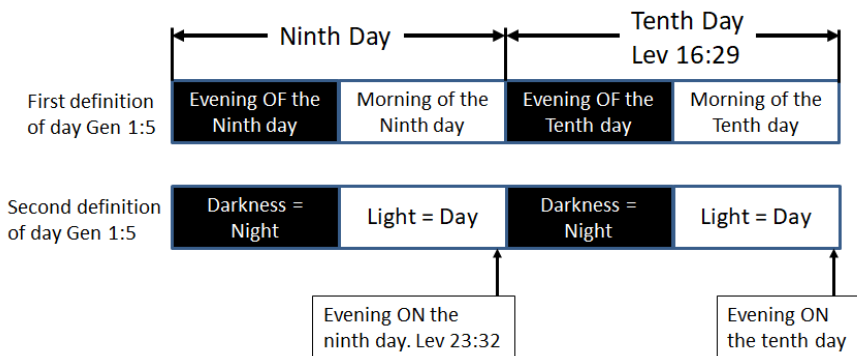 Ninth Day
Tenth Day
Lev 16:29
First definition
of day Gen 1:5
Evening OF the
Ninth day
Morning of the
Ninth day
Evening OF the
Tenth day
Morning of the
Tenth day
Second definition
of day Gen 1:5
Darkness =
Night
Light = Day
Darkness =
Night
Light = Day
Evening ON the
ninth day. Lev 23:32
Evening ON
the tenth day